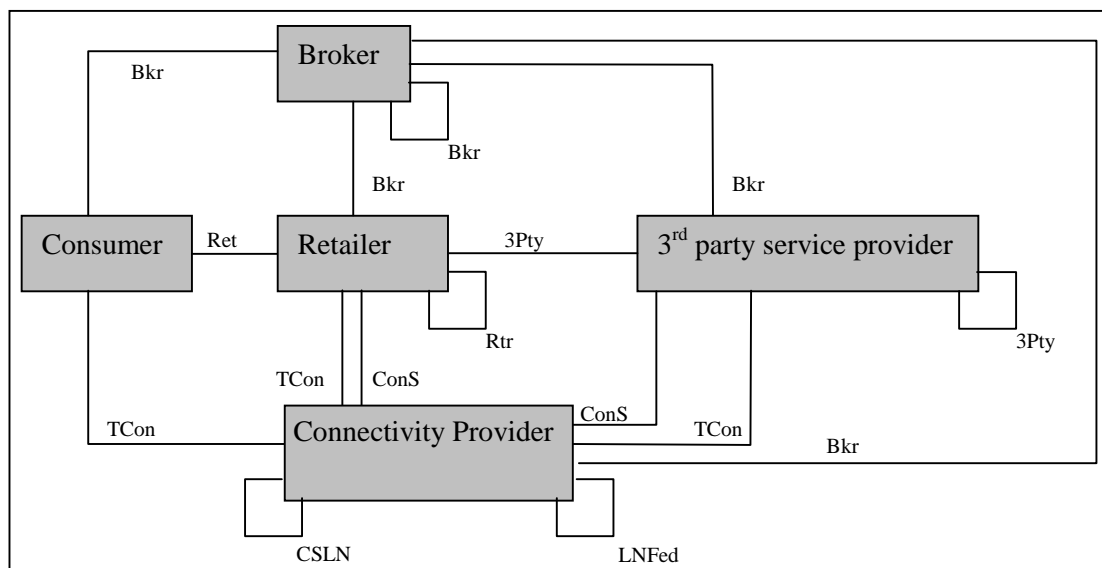 Broker
Bkr
Bkr
Bkr
Bkr
Consumer
Ret
Retailer
3Pty
3rd party service provider
Rtr
3Pty
TCon
ConS
ConS
TCon
Connectivity Provider
TCon
Bkr
CSLN
LNFed